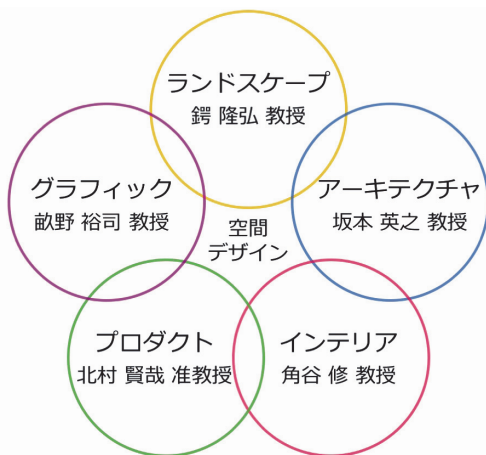 ランドスケープ
鍔 隆弘 教授
グラフィック
畝野 裕司 教授
アーキテクチャ
坂本 英之 教授
空間
デザイン
プロダクト
北村 賢哉 准教授
インテリア
角谷 修 教授